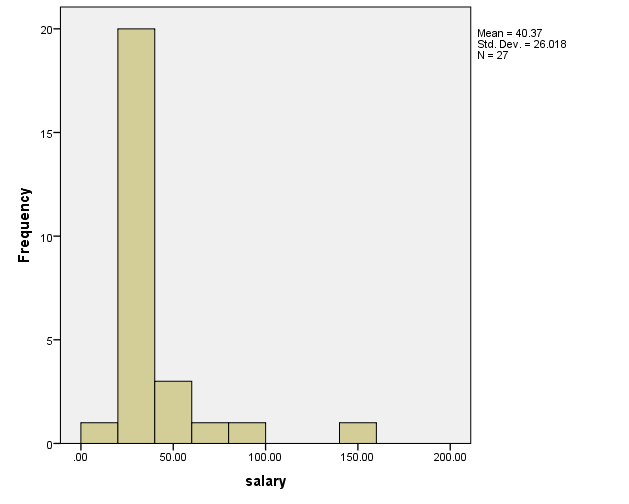 Mean = 40.37
Std. Dev. = 26.018
N = 27
20
15
10
5
0
Frequency
.00 50.00 100.00 150.00 200.00
salary